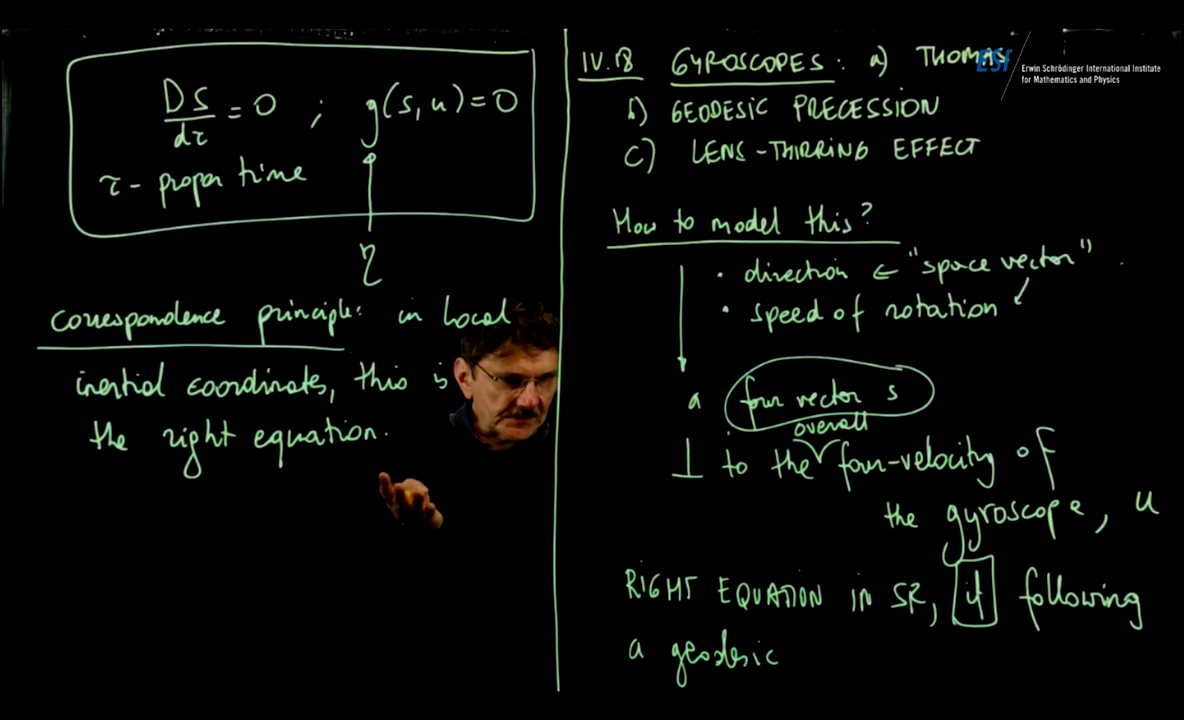 Ds/dτ = 0 ; g(s, u) = 0
τ - proper time
η
correspondence principle: in local
inertial coordinates, this is
the right equation.
IV.18 GYROSCOPES: a) THOMAS
b) GEODESIC PRECESSION
c) LENS-THIRRING EFFECT
How to model this?
• direction ∈ "space vector"
• speed of rotation
a four vector s
overall
⊥ to the four-velocity of
the gyroscope, u
RIGHT EQUATION IN SR, if following
a geodesic
ESI
Erwin Schrödinger International Institute
for Mathematics and Physics